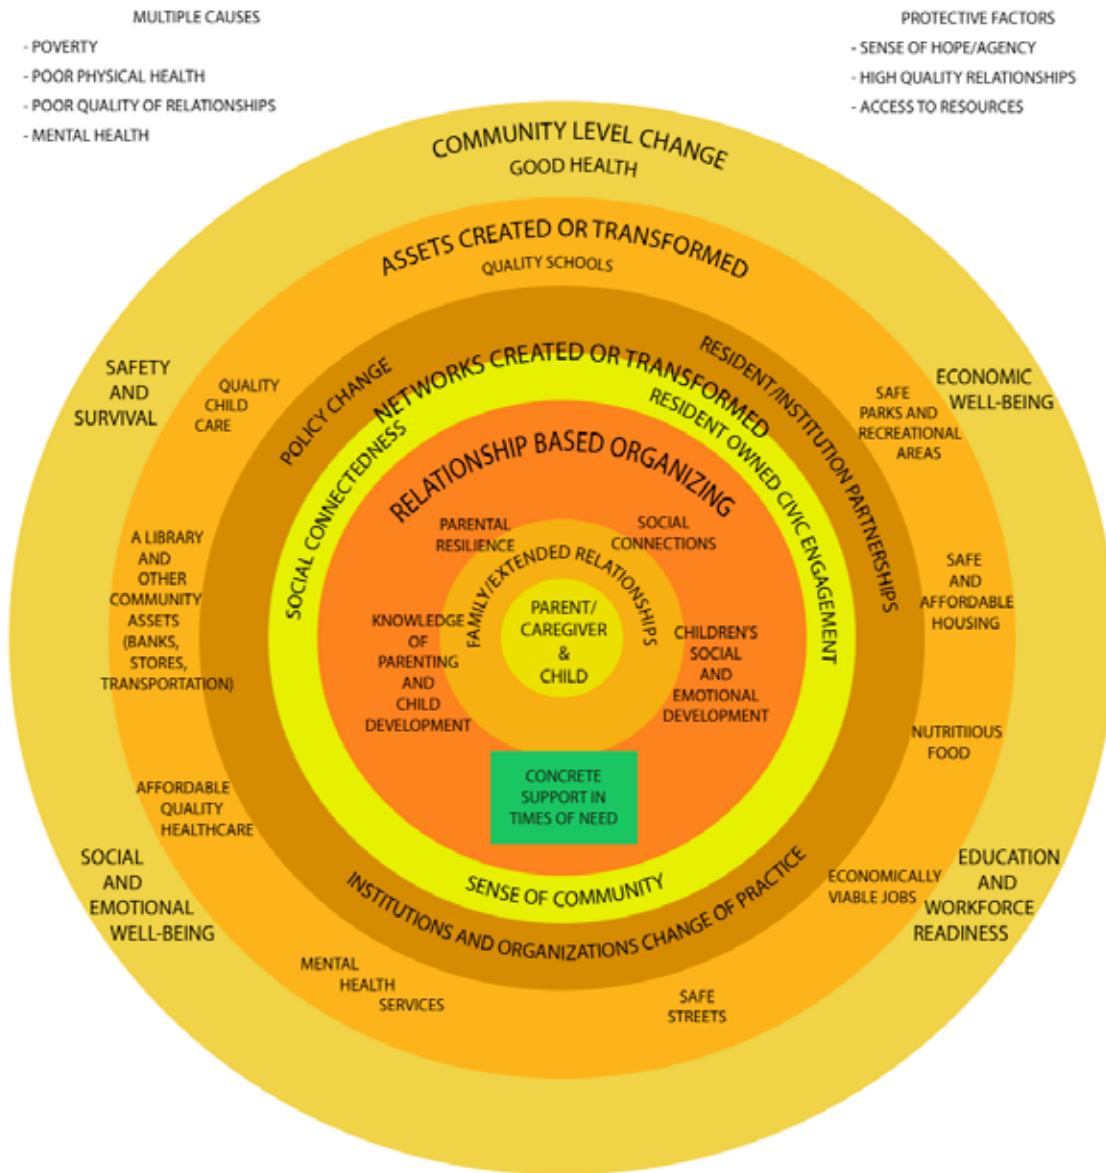 MULTIPLE CAUSES
- POVERTY
- POOR PHYSICAL HEALTH
- POOR QUALITY OF RELATIONSHIPS
- MENTAL HEALTH
PROTECTIVE FACTORS
- SENSE OF HOPE/AGENCY
- HIGH QUALITY RELATIONSHIPS
- ACCESS TO RESOURCES
COMMUNITY LEVEL CHANGE
GOOD HEALTH
SAFETY
AND
SURVIVAL
ECONOMIC
WELL-BEING
SOCIAL
AND
EMOTIONAL
WELL-BEING
EDUCATION
AND
WORKFORCE
READINESS
ASSETS CREATED OR TRANSFORMED
QUALITY SCHOOLS
QUALITY
CHILD
CARE
SAFE
PARKS AND
RECREATIONAL
AREAS
A LIBRARY
AND
OTHER
COMMUNITY
ASSETS
(BANKS,
STORES,
TRANSPORTATION)
SAFE
AND
AFFORDABLE
HOUSING
NUTRITIIOUS
FOOD
AFFORDABLE
QUALITY
HEALTHCARE
ECONOMICALLY
VIABLE JOBS
MENTAL
HEALTH
SERVICES
SAFE
STREETS
POLICY CHANGE
RESIDENT/INSTITUTION PARTNERSHIPS
INSTITUTIONS AND ORGANIZATIONS CHANGE OF PRACTICE
NETWORKS CREATED OR TRANSFORMED
SOCIAL CONNECTEDNESS
RESIDENT OWNED CIVIC ENGAGEMENT
SENSE OF COMMUNITY
RELATIONSHIP BASED ORGANIZING
PARENTAL
RESILIENCE
SOCIAL
CONNECTIONS
KNOWLEDGE
OF
PARENTING
AND
CHILD
DEVELOPMENT
CHILDREN'S
SOCIAL
AND
EMOTIONAL
DEVELOPMENT
FAMILY/EXTENDED RELATIONSHIPS
PARENT/
CAREGIVER
&
CHILD
CONCRETE
SUPPORT IN
TIMES OF NEED